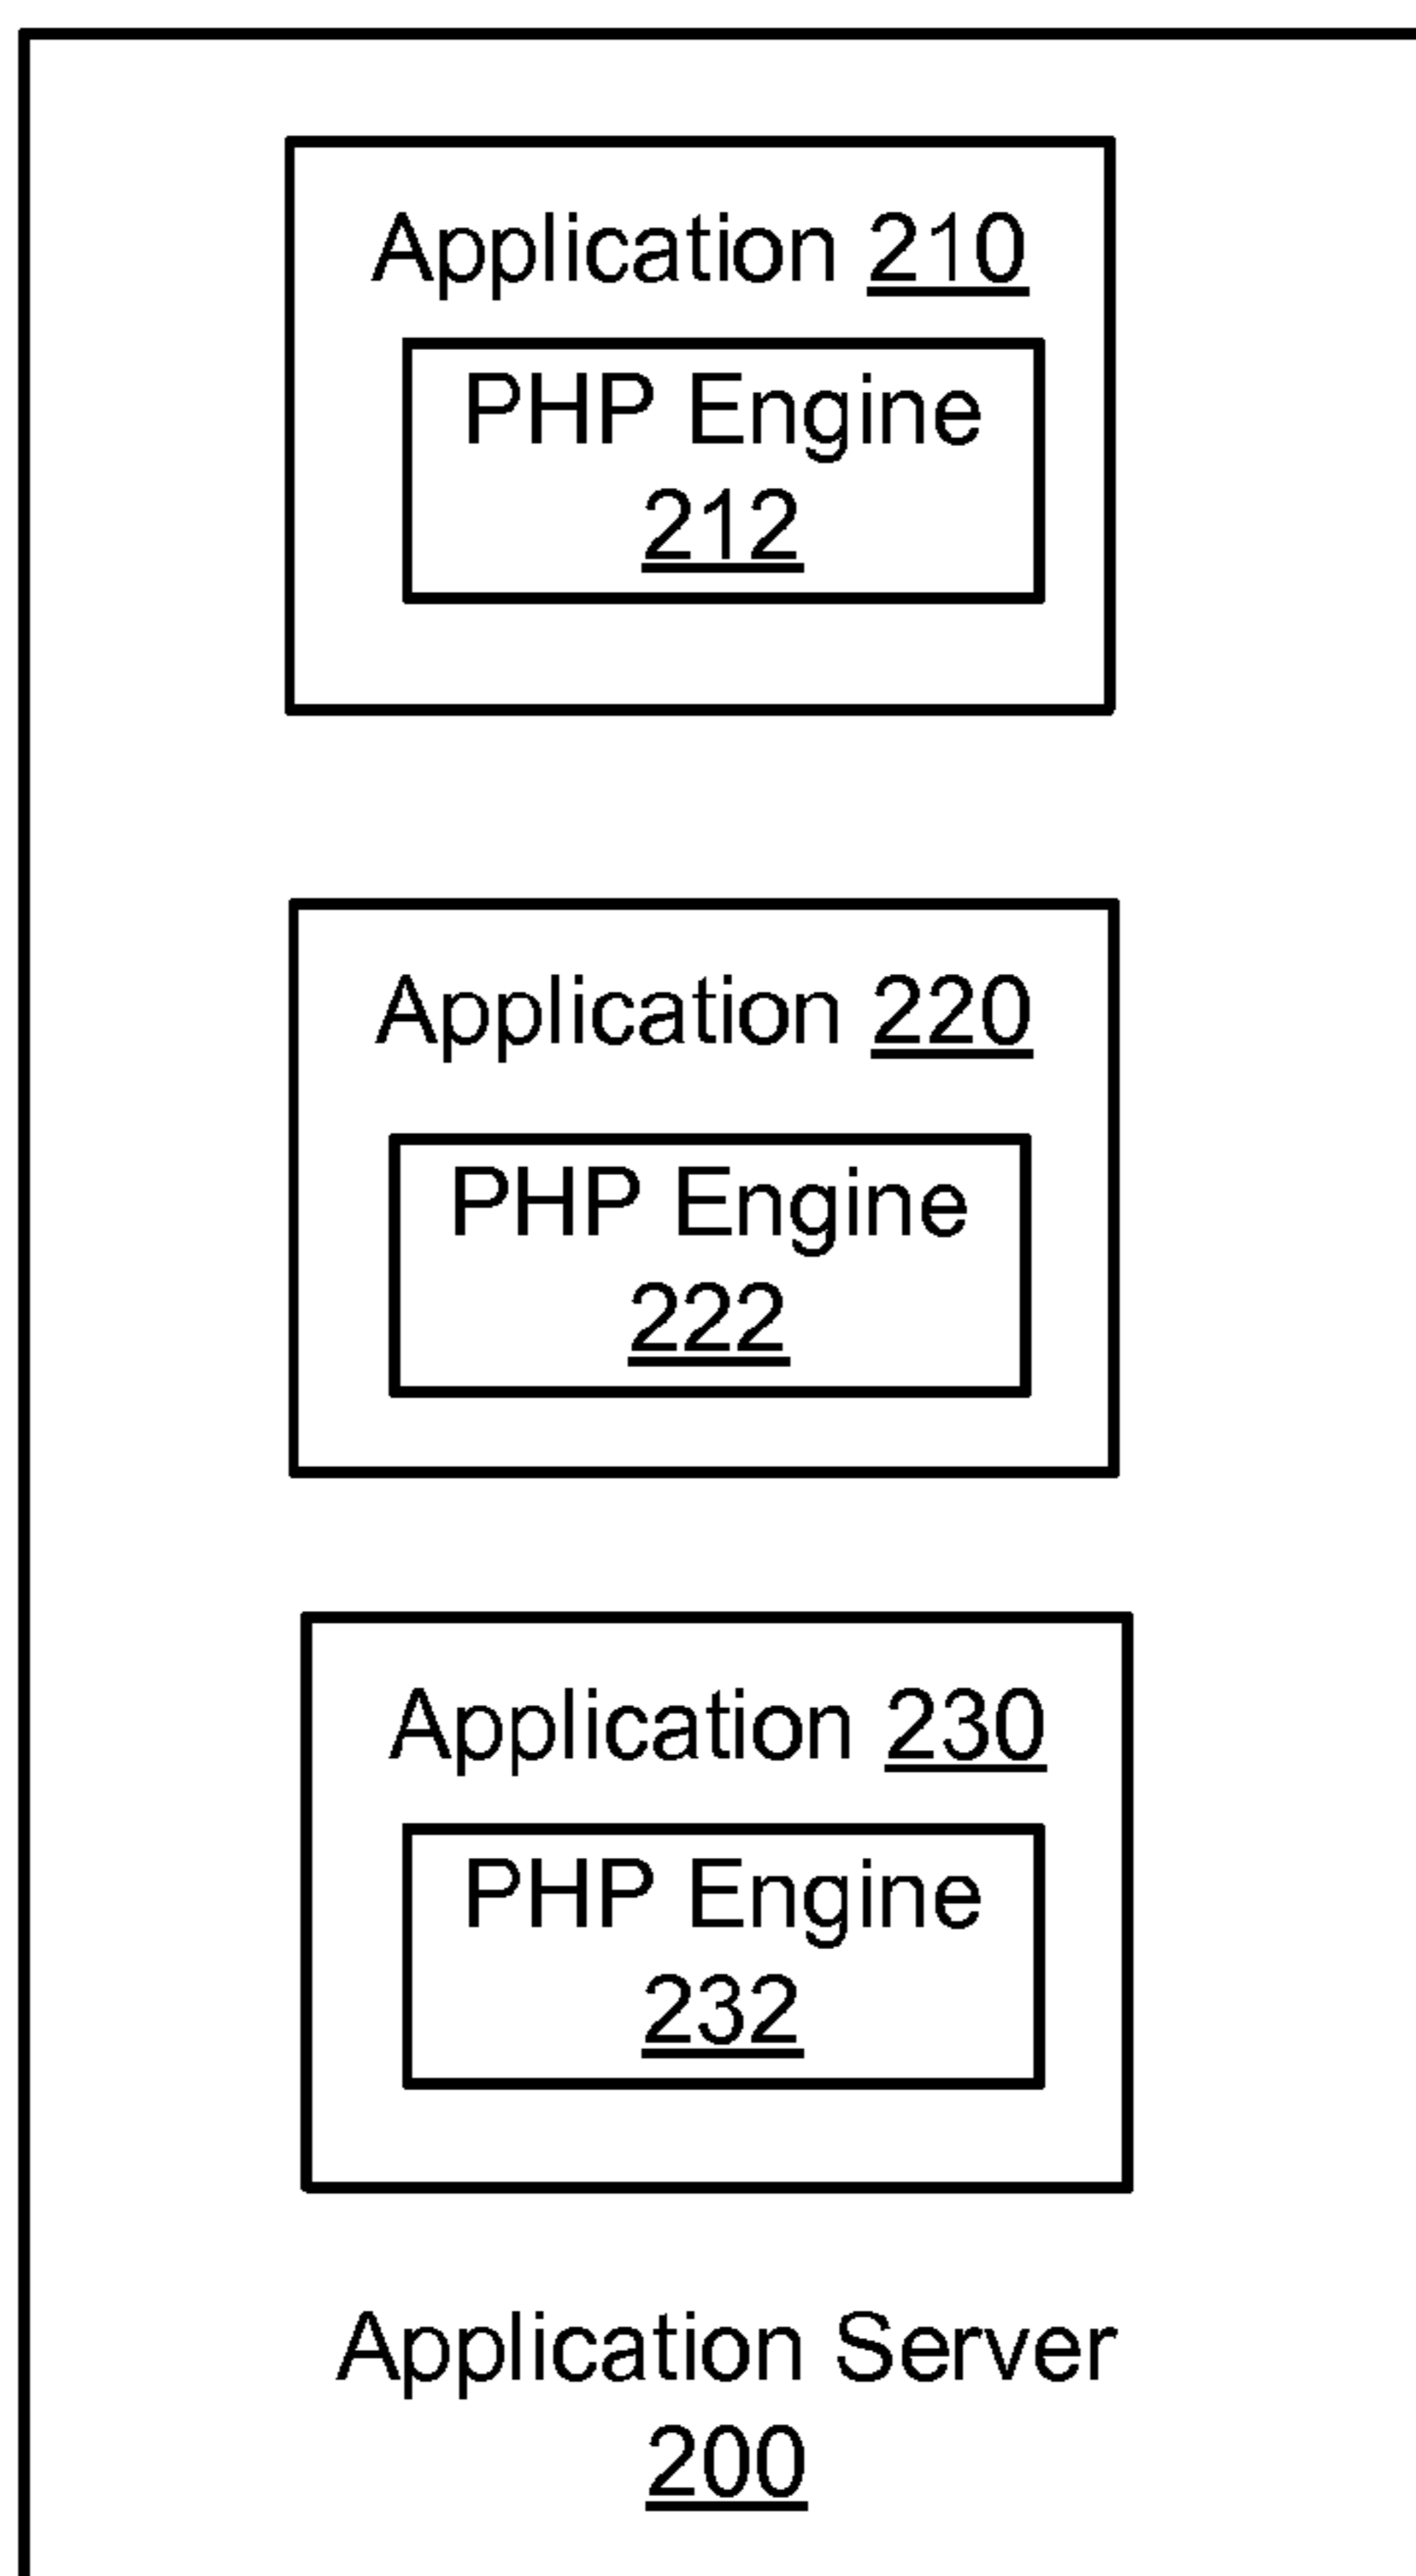 Application 210
PHP Engine
212
Application 220
PHP Engine
222
Application 230
PHP Engine
232
Application Server
200